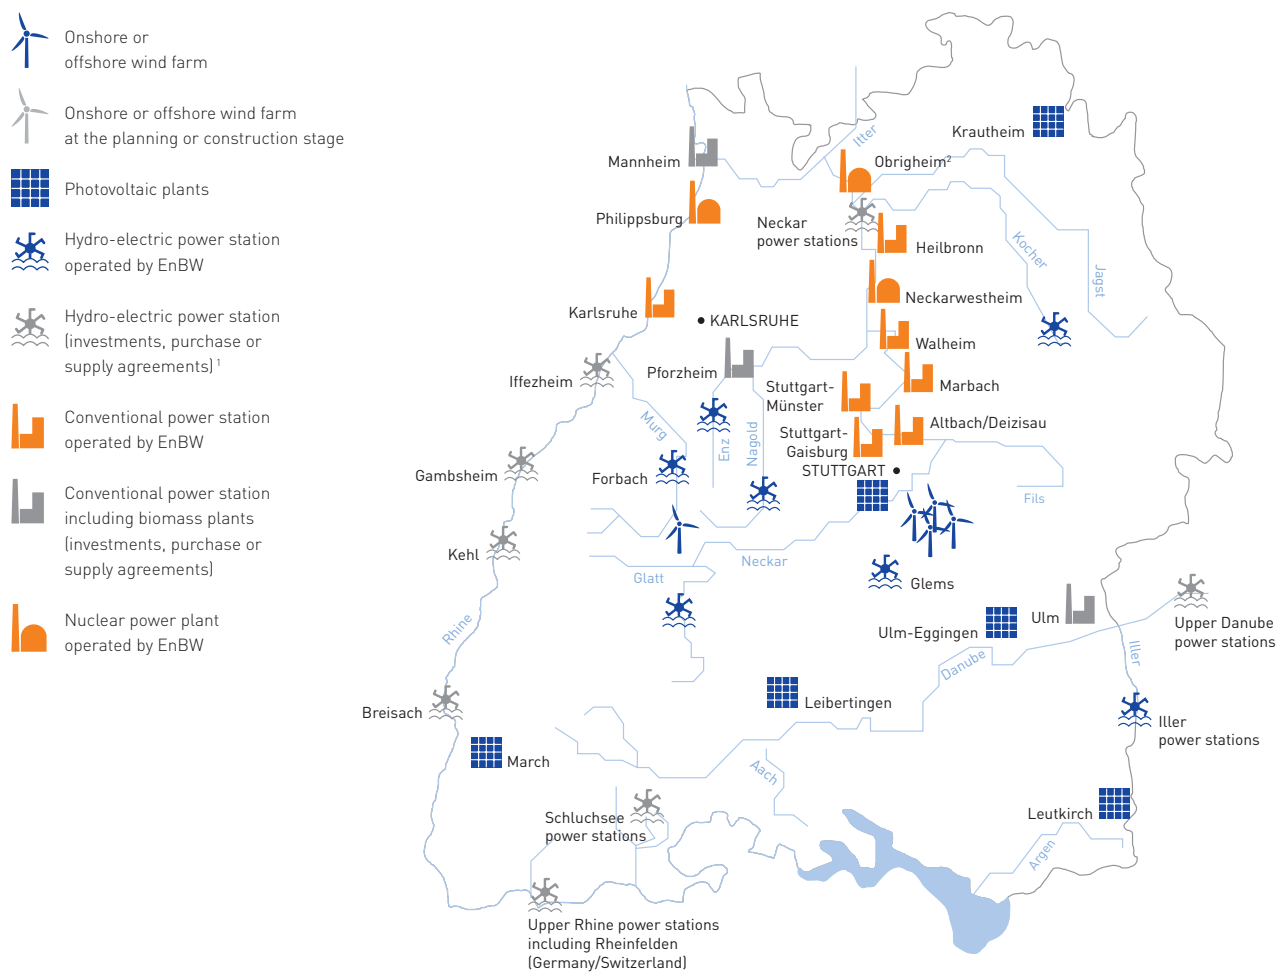 Onshore or
offshore wind farm
Onshore or offshore wind farm
at the planning or construction stage
Photovoltaic plants
Hydro-electric power station
operated by EnBW
Hydro-electric power station
(investments, purchase or
supply agreements) 1
Conventional power station
operated by EnBW
Conventional power station
including biomass plants
(investments, purchase or
supply agreements)
Nuclear power plant
operated by EnBW
Krautheim
Itter
Mannheim
Obrigheim2
Philippsburg
Neckar
power stations
Heilbronn
Kocher
Jagst
Neckarwestheim
Karlsruhe
KARLSRUHE
Walheim
Pforzheim
Iffezheim
Marbach
Stuttgart-
Münster
Murg
Enz
Nagold
Altbach/Deizisau
Stuttgart-
Gaisburg
STUTTGART
Gambsheim
Forbach
Fils
Kehl
Neckar
Glatt
Glems
Rhine
Ulm-Eggingen
Ulm
Upper Danube
power stations
Iller
Danube
Leibertingen
Breisach
Iller
power stations
March
Aach
Schluchsee
power stations
Leutkirch
Argen
Upper Rhine power stations
including Rheinfelden
(Germany/Switzerland)